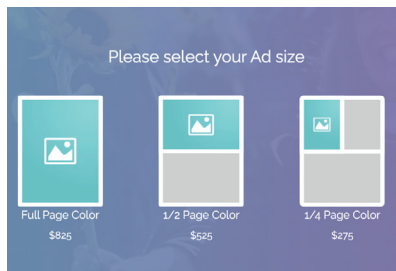 Please select your Ad size
Full Page Color
$825
1/2 Page Color
$525
1/4 Page Color
$275